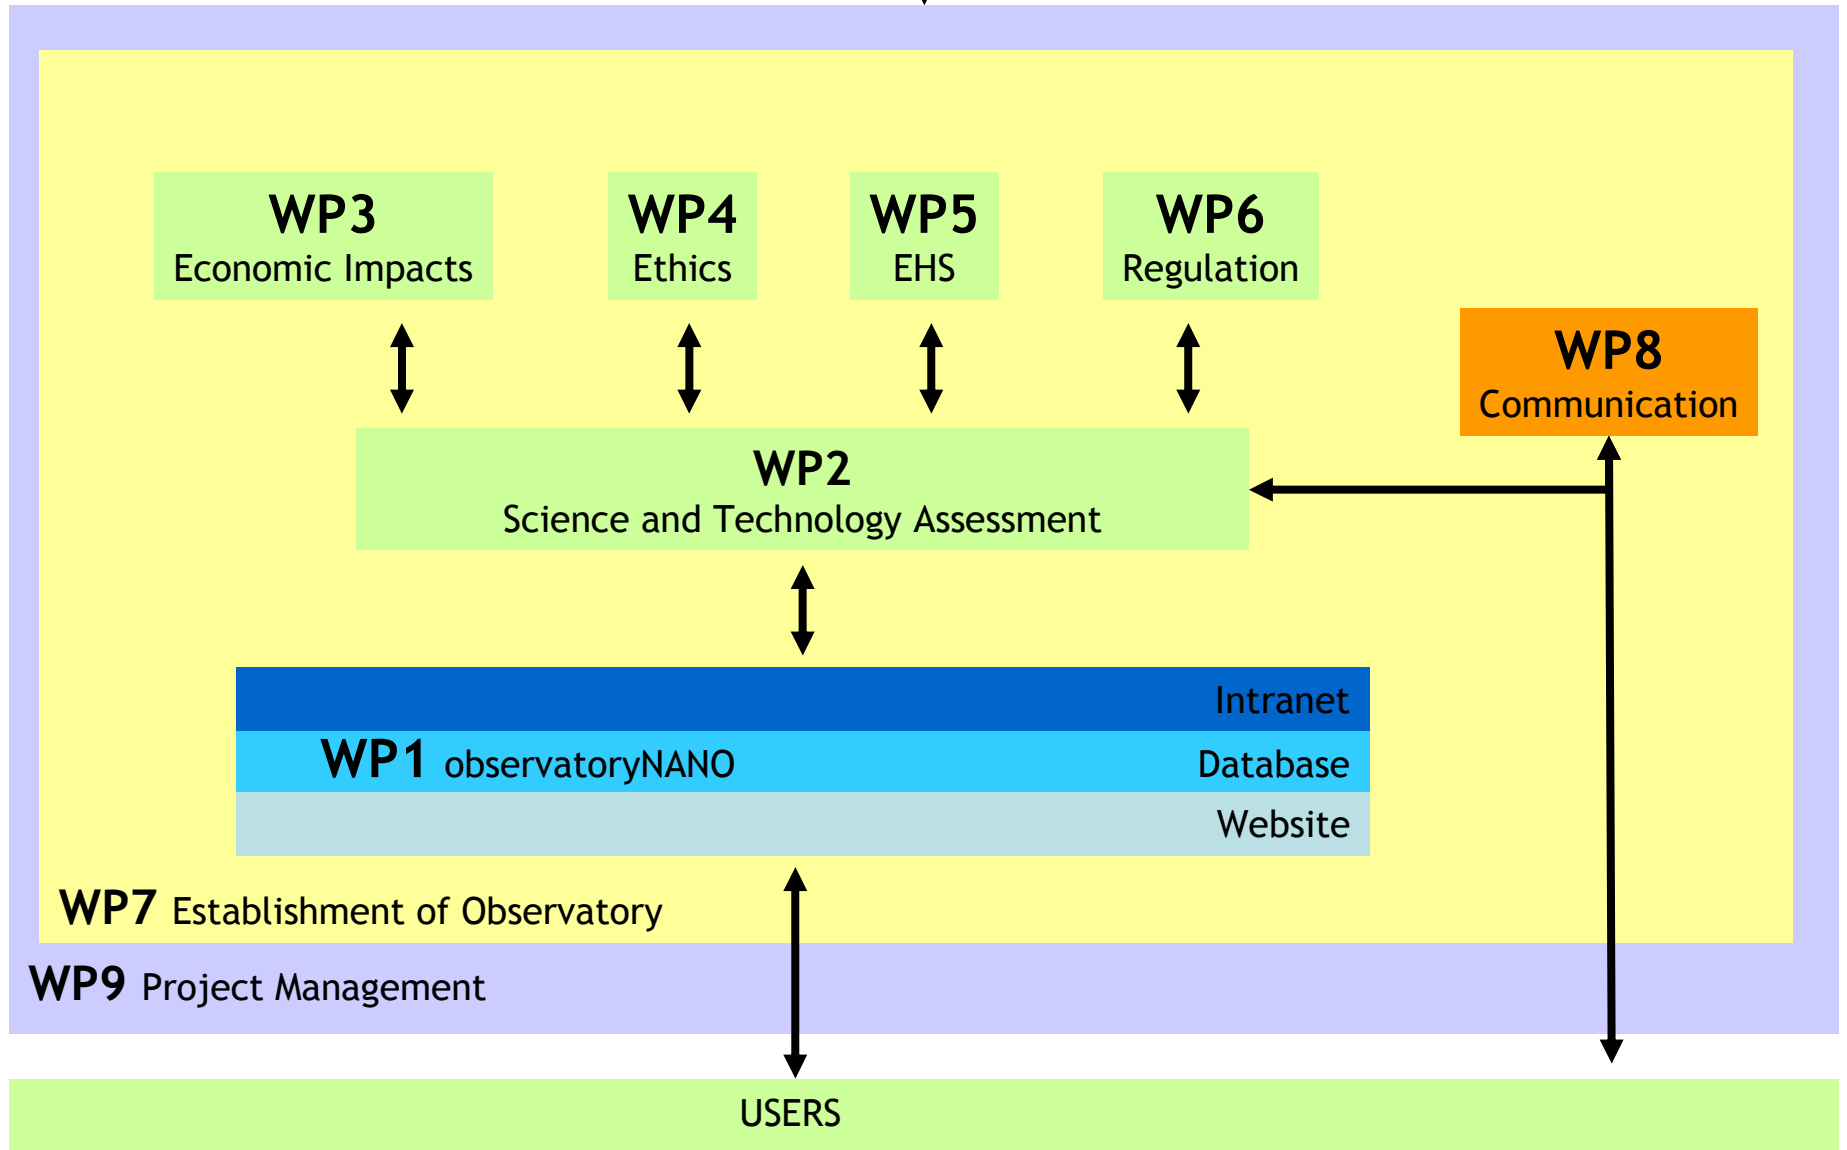 WP3
Economic Impacts
WP4
Ethics
WP5
EHS
WP6
Regulation
WP8
Communication
WP2
Science and Technology Assessment
Intranet
WP1 observatoryNANO
Database
Website
WP7 Establishment of Observatory
WP9 Project Management
USERS